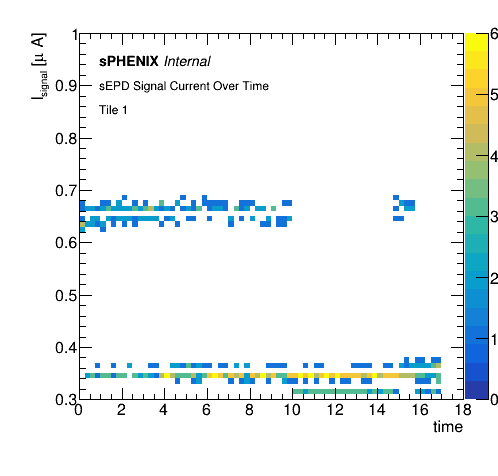 sPHENIX Internal
sEPD Signal Current Over Time
Tile 1
I_signal [μ A]
1
0.9
0.8
0.7
0.6
0.5
0.4
0.3
0 2 4 6 8 10 12 14 16 18
time
6
5
4
3
2
1
0